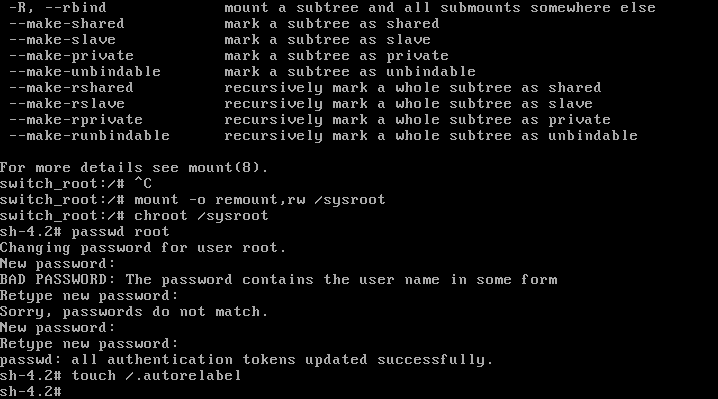 -R, --rbind mount a subtree and all submounts somewhere else
--make-shared mark a subtree as shared
--make-slave mark a subtree as slave
--make-private mark a subtree as private
--make-unbindable mark a subtree as unbindable
--make-rshared recursively mark a whole subtree as shared
--make-rslave recursively mark a whole subtree as slave
--make-rprivate recursively mark a whole subtree as private
--make-runbindable recursively mark a whole subtree as unbindable
For more details see mount(8).
switch_root:/# ^C
switch_root:/# mount -o remount,rw /sysroot
switch_root:/# chroot /sysroot
sh-4.2# passwd root
Changing password for user root.
New password:
BAD PASSWORD: The password contains the user name in some form
Retype new password:
Sorry, passwords do not match.
New password:
Retype new password:
passwd: all authentication tokens updated successfully.
sh-4.2# touch /.autorelabel
sh-4.2#